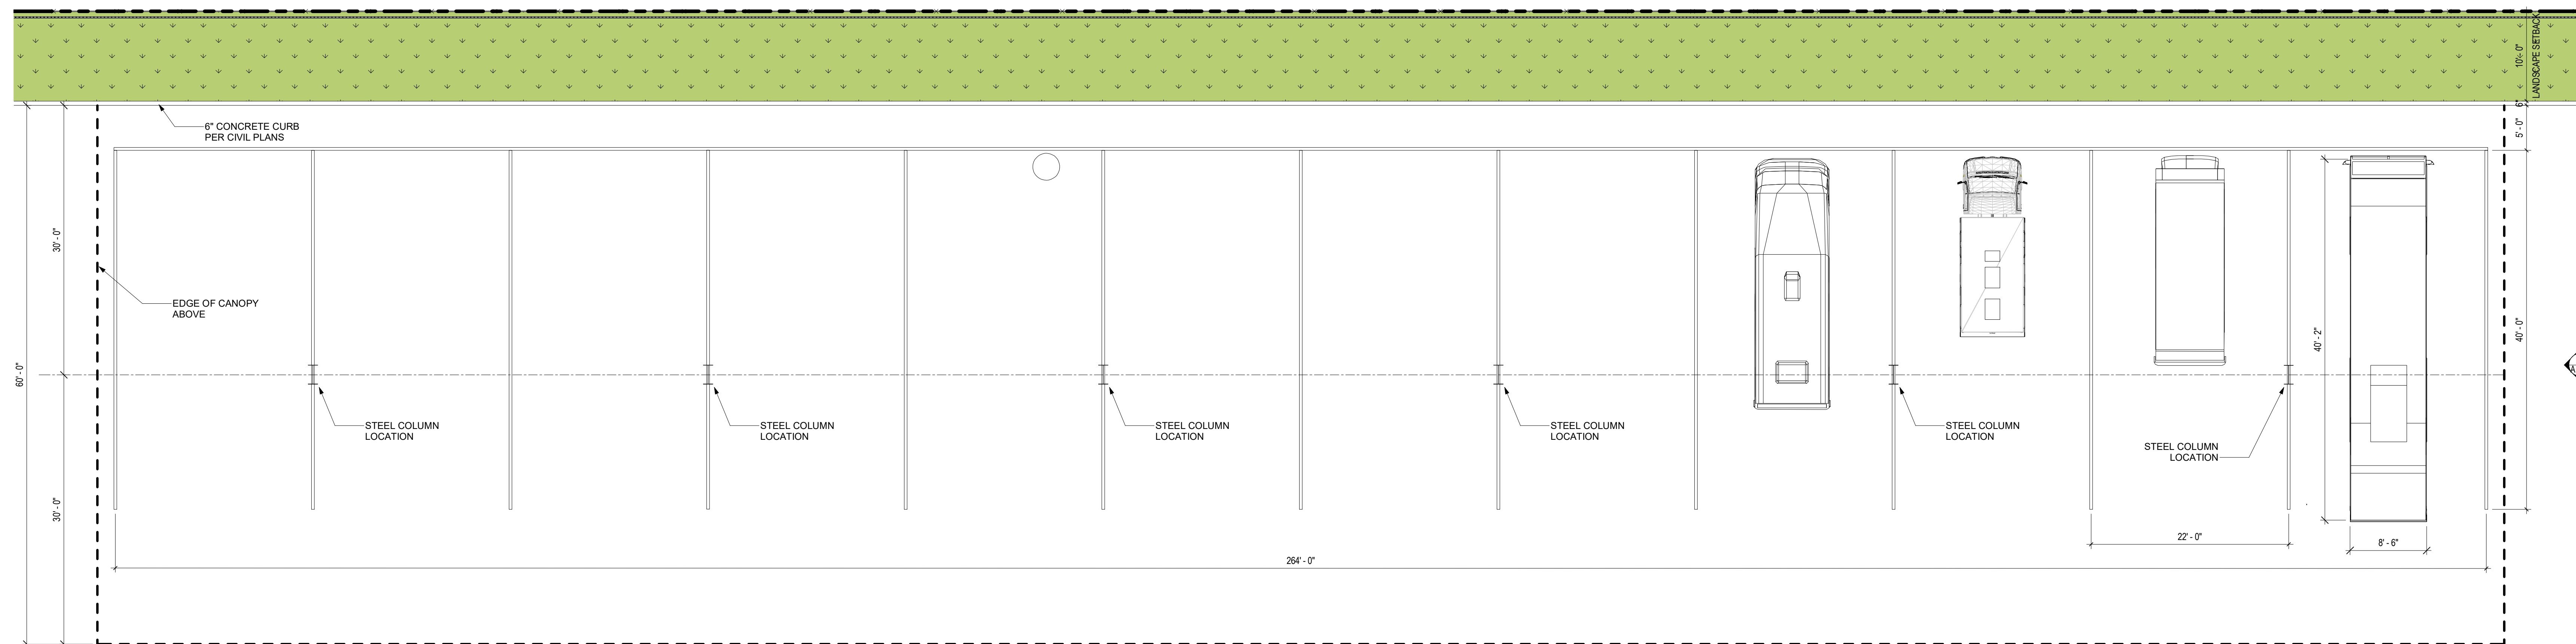 LANDSCAPE SETBACK
10' - 0"
6"
5' - 0"
6" CONCRETE CURB
PER CIVIL PLANS
30' - 0"
EDGE OF CANOPY
ABOVE
60' - 0"
40' - 2"
40' - 0"
STEEL COLUMN
LOCATION
STEEL COLUMN
LOCATION
STEEL COLUMN
LOCATION
STEEL COLUMN
LOCATION
STEEL COLUMN
LOCATION
STEEL COLUMN
LOCATION
30' - 0"
22' - 0"
8' - 6"
264' - 0"